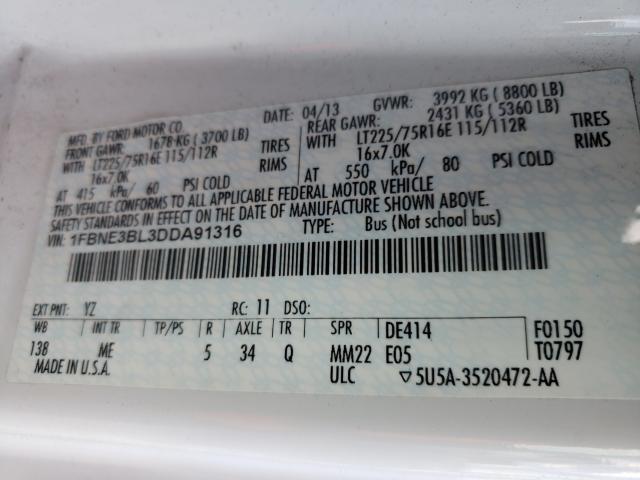 MFD. BY FORD MOTOR CO. DATE: 04/13 GVWR: 3992 KG ( 8800 LB)
FRONT GAWR: 1678 KG ( 3700 LB) REAR GAWR: 2431 KG ( 5360 LB)
WITH LT225/75R16E 115/112R TIRES WITH LT225/75R16E 115/112R TIRES
16x7.0K RIMS 16x7.0K RIMS
AT 415 kPa/ 60 PSI COLD AT 550 kPa/ 80 PSI COLD
THIS VEHICLE CONFORMS TO ALL APPLICABLE FEDERAL MOTOR VEHICLE
SAFETY STANDARDS IN EFFECT ON THE DATE OF MANUFACTURE SHOWN ABOVE.
VIN: 1FBNE3BL3DDA91316 TYPE: Bus (Not school bus)
EXT PNT: YZ RC: 11 DSO:
WB INT TR TP/PS R AXLE TR SPR DE414 F0150
138 ME 5 34 Q MM22 E05 T0797
MADE IN U.S.A. ULC ▽5U5A-3520472-AA